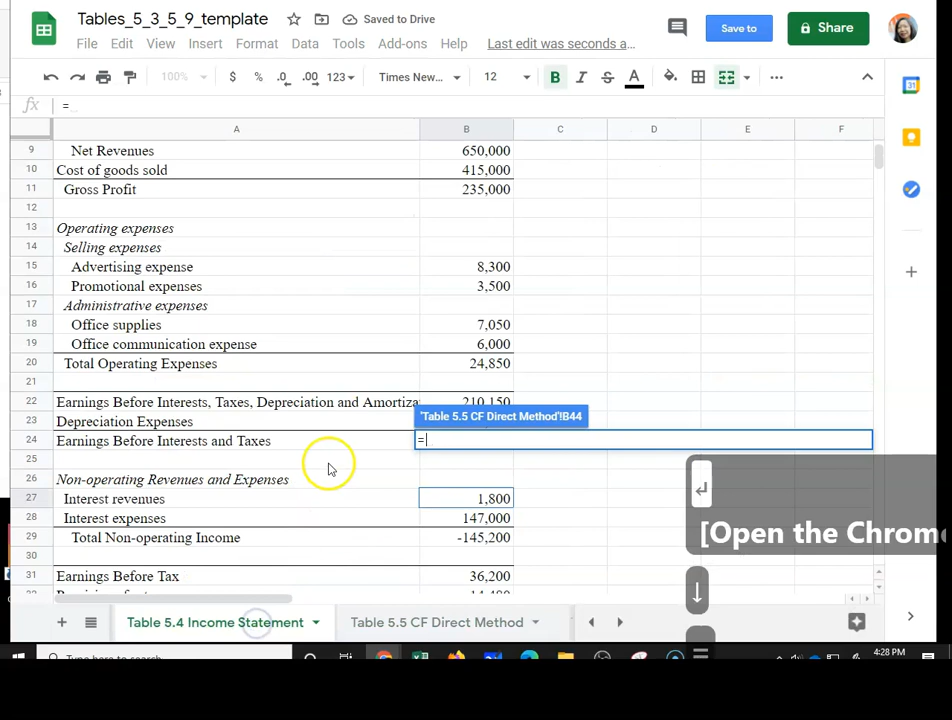 Tables_5_3_5_9_template
Saved to Drive
Save to
Share
File Edit View Insert Format Data Tools Add-ons Help Last edit was seconds a...
100% $ % .0 .00 123 Times New... 12 B I S A ...
fx =
A B C D E F
9 Net Revenues 650,000
10 Cost of goods sold 415,000
11 Gross Profit 235,000
12
13 Operating expenses
14 Selling expenses
15 Advertising expense 8,300
16 Promotional expenses 3,500
17 Administrative expenses
18 Office supplies 7,050
19 Office communication expense 6,000
20 Total Operating Expenses 24,850
21
22 Earnings Before Interests, Taxes, Depreciation and Amortiza 210,150
'Table 5.5 CF Direct Method'!B44
23 Depreciation Expenses
24 Earnings Before Interests and Taxes =
25
26 Non-operating Revenues and Expenses
27 Interest revenues 1,800
28 Interest expenses 147,000
29 Total Non-operating Income -145,200
[Open the Chrom
30
31 Earnings Before Tax 36,200
Table 5.4 Income Statement Table 5.5 CF Direct Method
Type here to search
4:28 PM